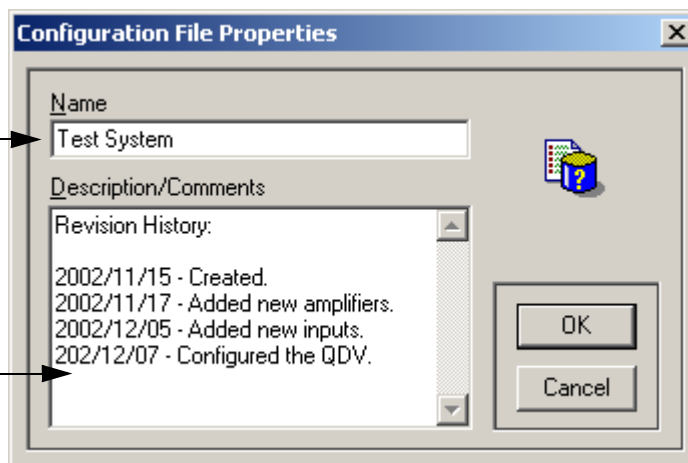 Configuration File Properties
Name
Test System
Description/Comments
Revision History:
2002/11/15 - Created.
2002/11/17 - Added new amplifiers.
2002/12/05 - Added new inputs.
202/12/07 - Configured the QDV.
?
OK
Cancel